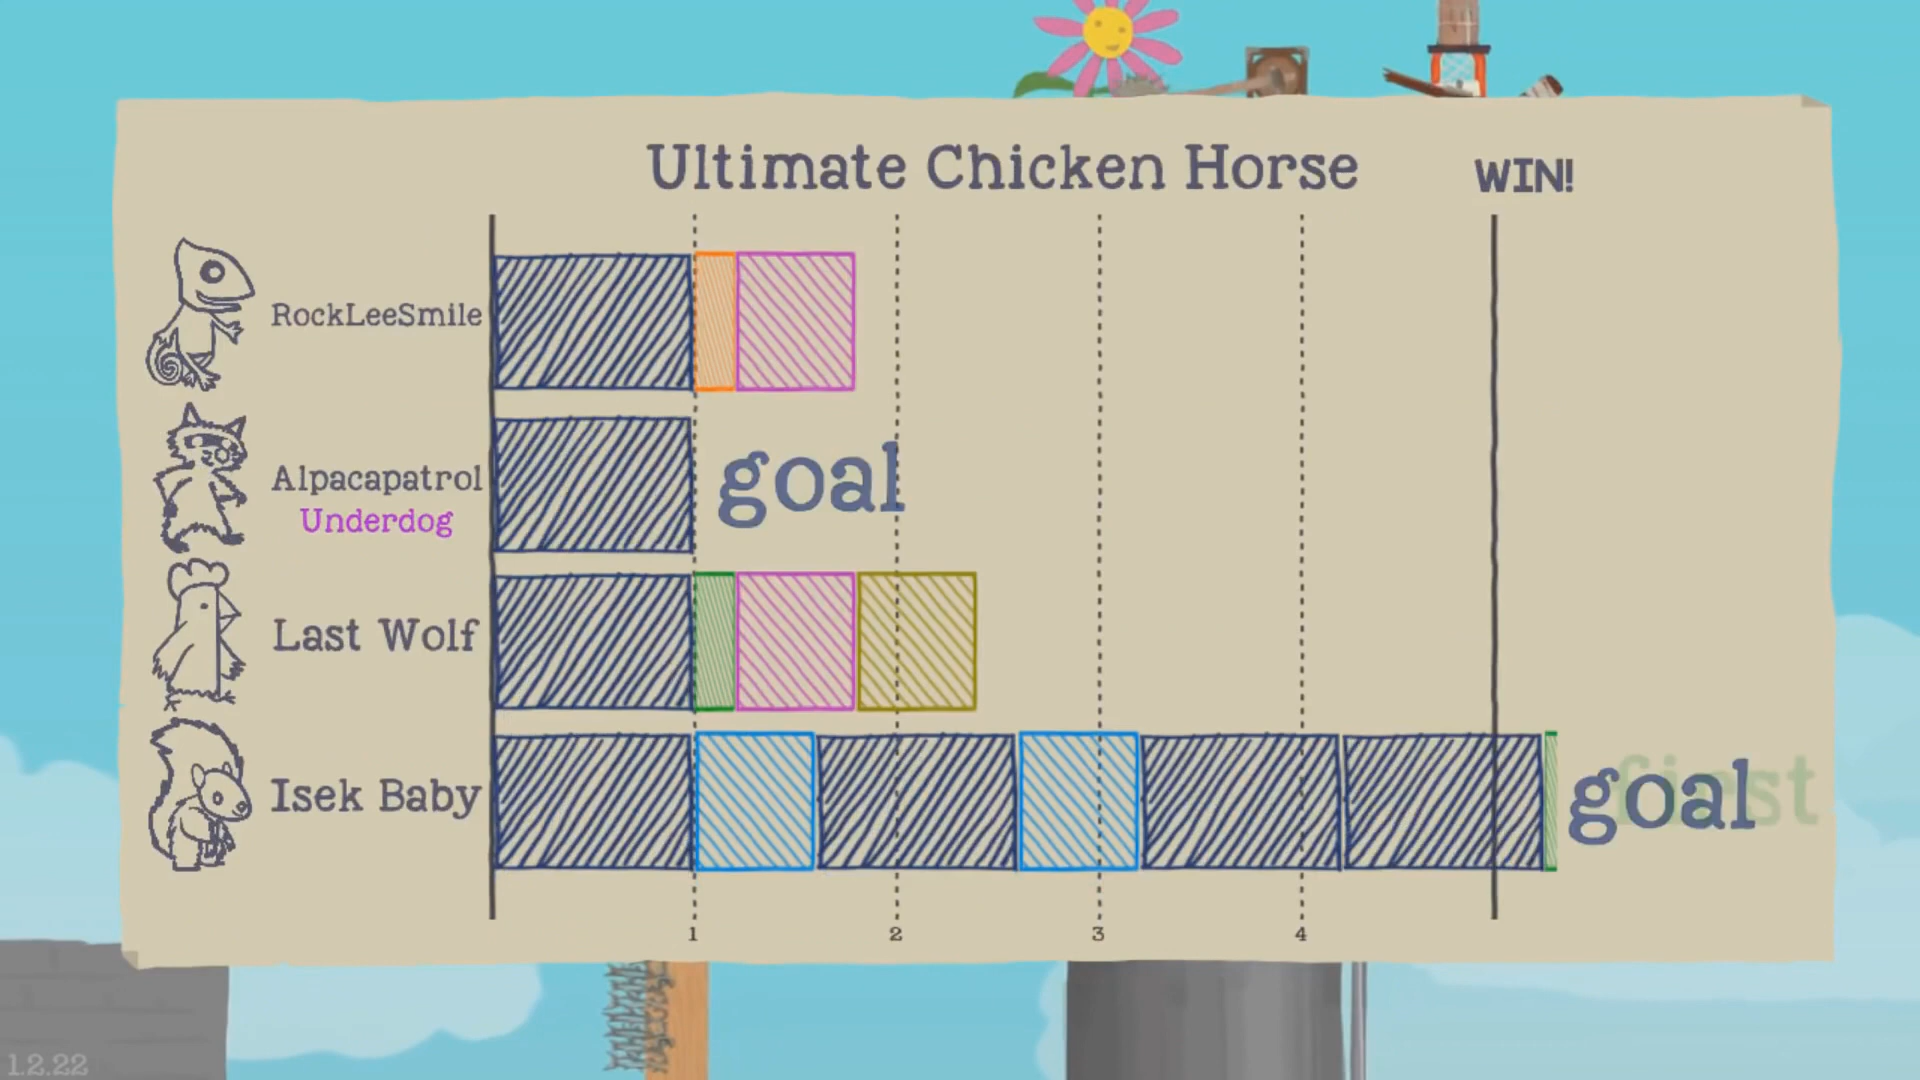 Ultimate Chicken Horse
WIN!
RockLeeSmile
Alpacapatrol
Underdog
goal
Last Wolf
Isek Baby
first
goal
1 2 3 4
1.2.22